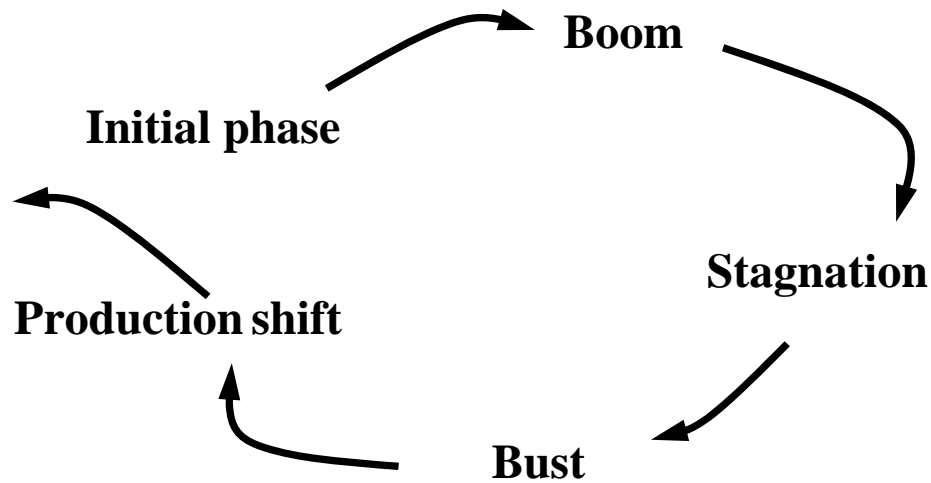 Boom
Initial phase
Stagnation
Production shift
Bust